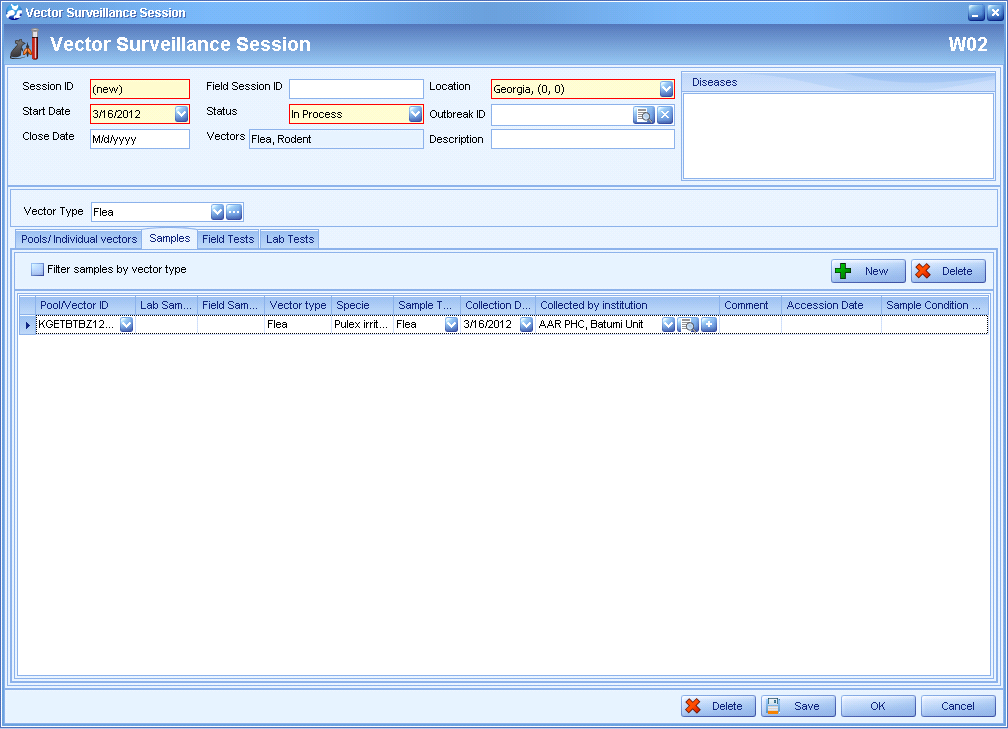 Vector Surveillance Session
Vector Surveillance Session W02
Session ID (new) Field Session ID Location Georgia, (0, 0) Diseases
Start Date 3/16/2012 Status In Process Outbreak ID
Close Date M/d/yyyy Vectors Flea, Rodent Description
Vector Type Flea
Pools/Individual vectors Samples Field Tests Lab Tests
Filter samples by vector type New Delete
Pool/Vector ID Lab Sam... Field Sam... Vector type Specie Sample T... Collection D... Collected by institution Comment Accession Date Sample Condition ...
KGETBTBZ12... Flea Pulex irrit... Flea 3/16/2012 AAR PHC, Batumi Unit
Delete Save OK Cancel